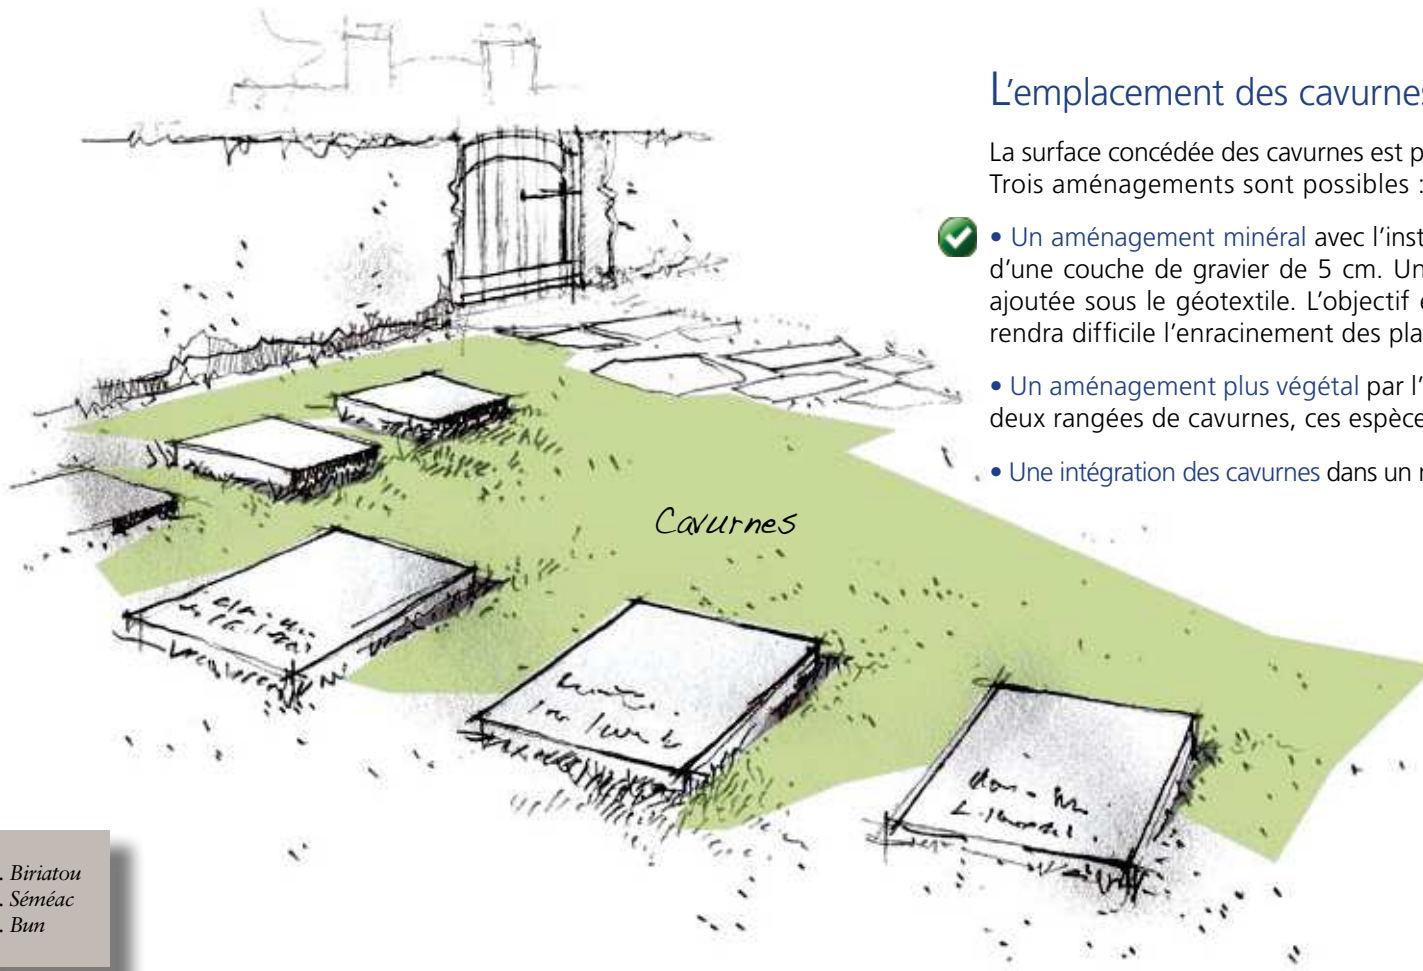 L'emplacement des cavurnes
La surface concédée des cavurnes est p
Trois aménagements sont possibles :
• Un aménagement minéral avec l'inst
d'une couche de gravier de 5 cm. Un
ajoutée sous le géotextile. L'objectif e
rendra difficile l'enracinement des pla
• Un aménagement plus végétal par l'
deux rangées de cavurnes, ces espèce
• Une intégration des cavurnes dans un r
Cavurnes
. Biriatou
. Séméac
. Bun